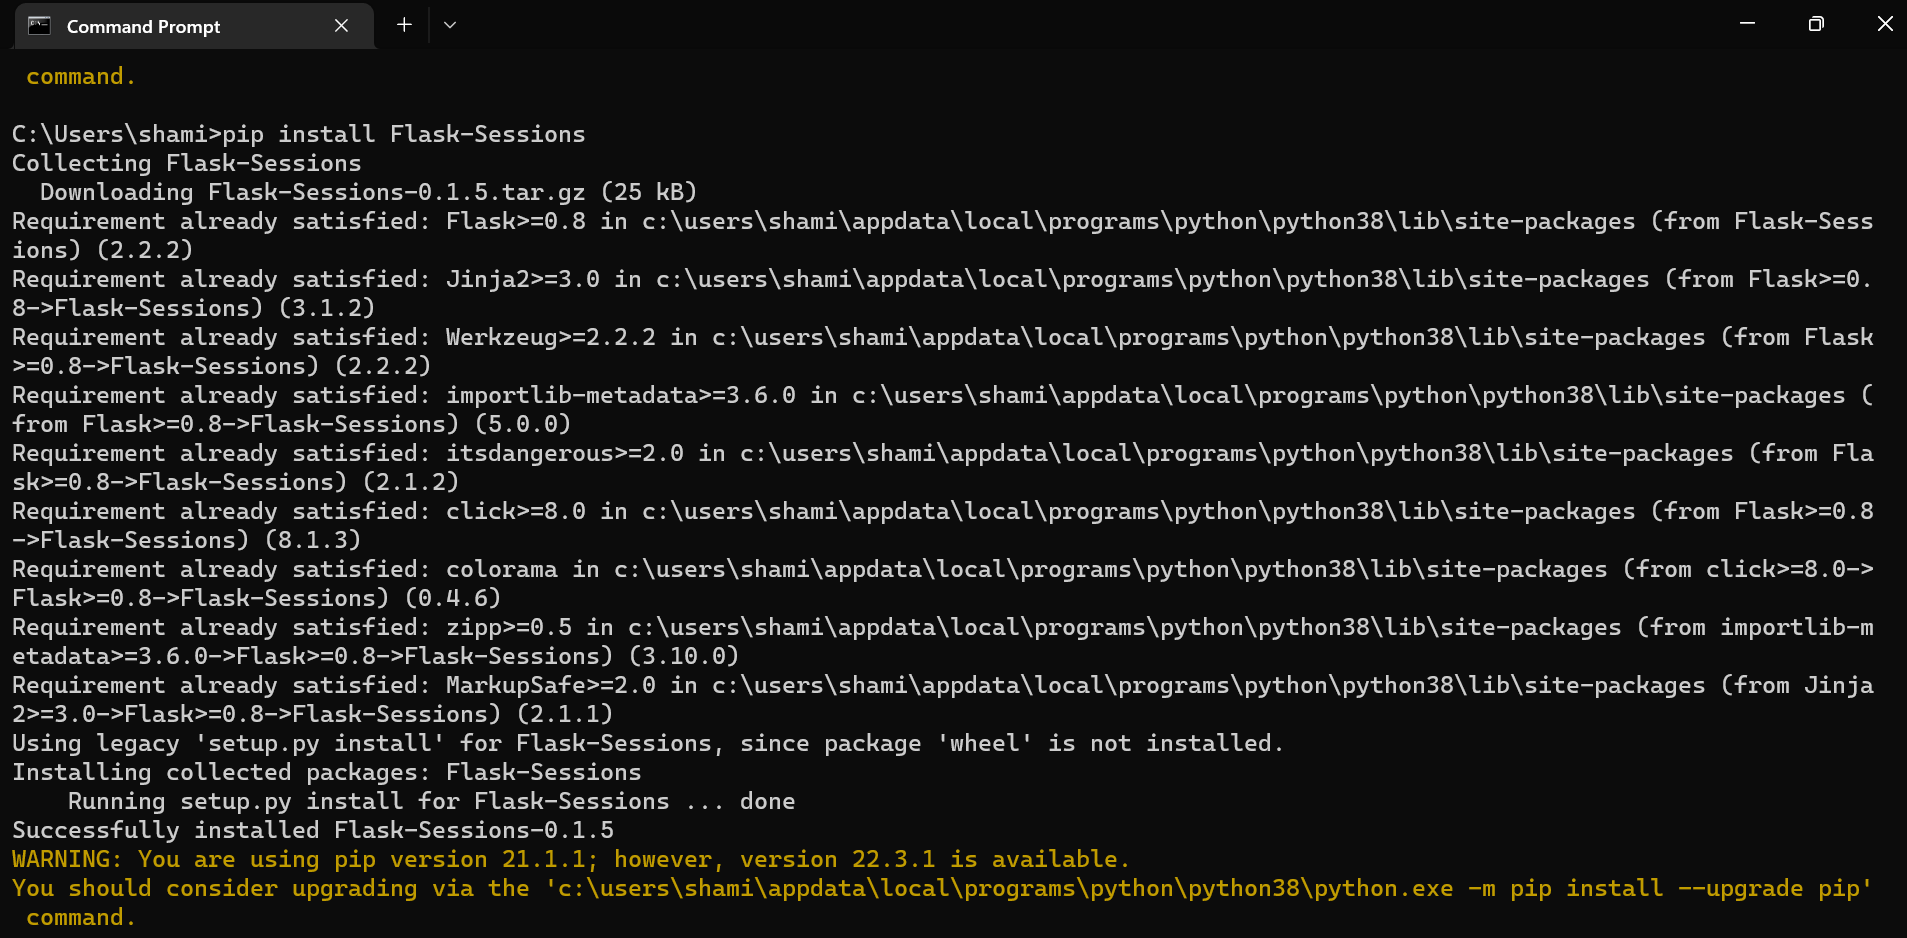 Command Prompt
command.
C:\Users\shami>pip install Flask-Sessions
Collecting Flask-Sessions
Downloading Flask-Sessions-0.1.5.tar.gz (25 kB)
Requirement already satisfied: Flask>=0.8 in c:\users\shami\appdata\local\programs\python\python38\lib\site-packages (from Flask-Sess
ions) (2.2.2)
Requirement already satisfied: Jinja2>=3.0 in c:\users\shami\appdata\local\programs\python\python38\lib\site-packages (from Flask>=0.
8->Flask-Sessions) (3.1.2)
Requirement already satisfied: Werkzeug>=2.2.2 in c:\users\shami\appdata\local\programs\python\python38\lib\site-packages (from Flask
>=0.8->Flask-Sessions) (2.2.2)
Requirement already satisfied: importlib-metadata>=3.6.0 in c:\users\shami\appdata\local\programs\python\python38\lib\site-packages (
from Flask>=0.8->Flask-Sessions) (5.0.0)
Requirement already satisfied: itsdangerous>=2.0 in c:\users\shami\appdata\local\programs\python\python38\lib\site-packages (from Fla
sk>=0.8->Flask-Sessions) (2.1.2)
Requirement already satisfied: click>=8.0 in c:\users\shami\appdata\local\programs\python\python38\lib\site-packages (from Flask>=0.8
->Flask-Sessions) (8.1.3)
Requirement already satisfied: colorama in c:\users\shami\appdata\local\programs\python\python38\lib\site-packages (from click>=8.0->
Flask>=0.8->Flask-Sessions) (0.4.6)
Requirement already satisfied: zipp>=0.5 in c:\users\shami\appdata\local\programs\python\python38\lib\site-packages (from importlib-m
etadata>=3.6.0->Flask>=0.8->Flask-Sessions) (3.10.0)
Requirement already satisfied: MarkupSafe>=2.0 in c:\users\shami\appdata\local\programs\python\python38\lib\site-packages (from Jinja
2>=3.0->Flask>=0.8->Flask-Sessions) (2.1.1)
Using legacy 'setup.py install' for Flask-Sessions, since package 'wheel' is not installed.
Installing collected packages: Flask-Sessions
Running setup.py install for Flask-Sessions ... done
Successfully installed Flask-Sessions-0.1.5
WARNING: You are using pip version 21.1.1; however, version 22.3.1 is available.
You should consider upgrading via the 'c:\users\shami\appdata\local\programs\python\python38\python.exe -m pip install --upgrade pip'
command.